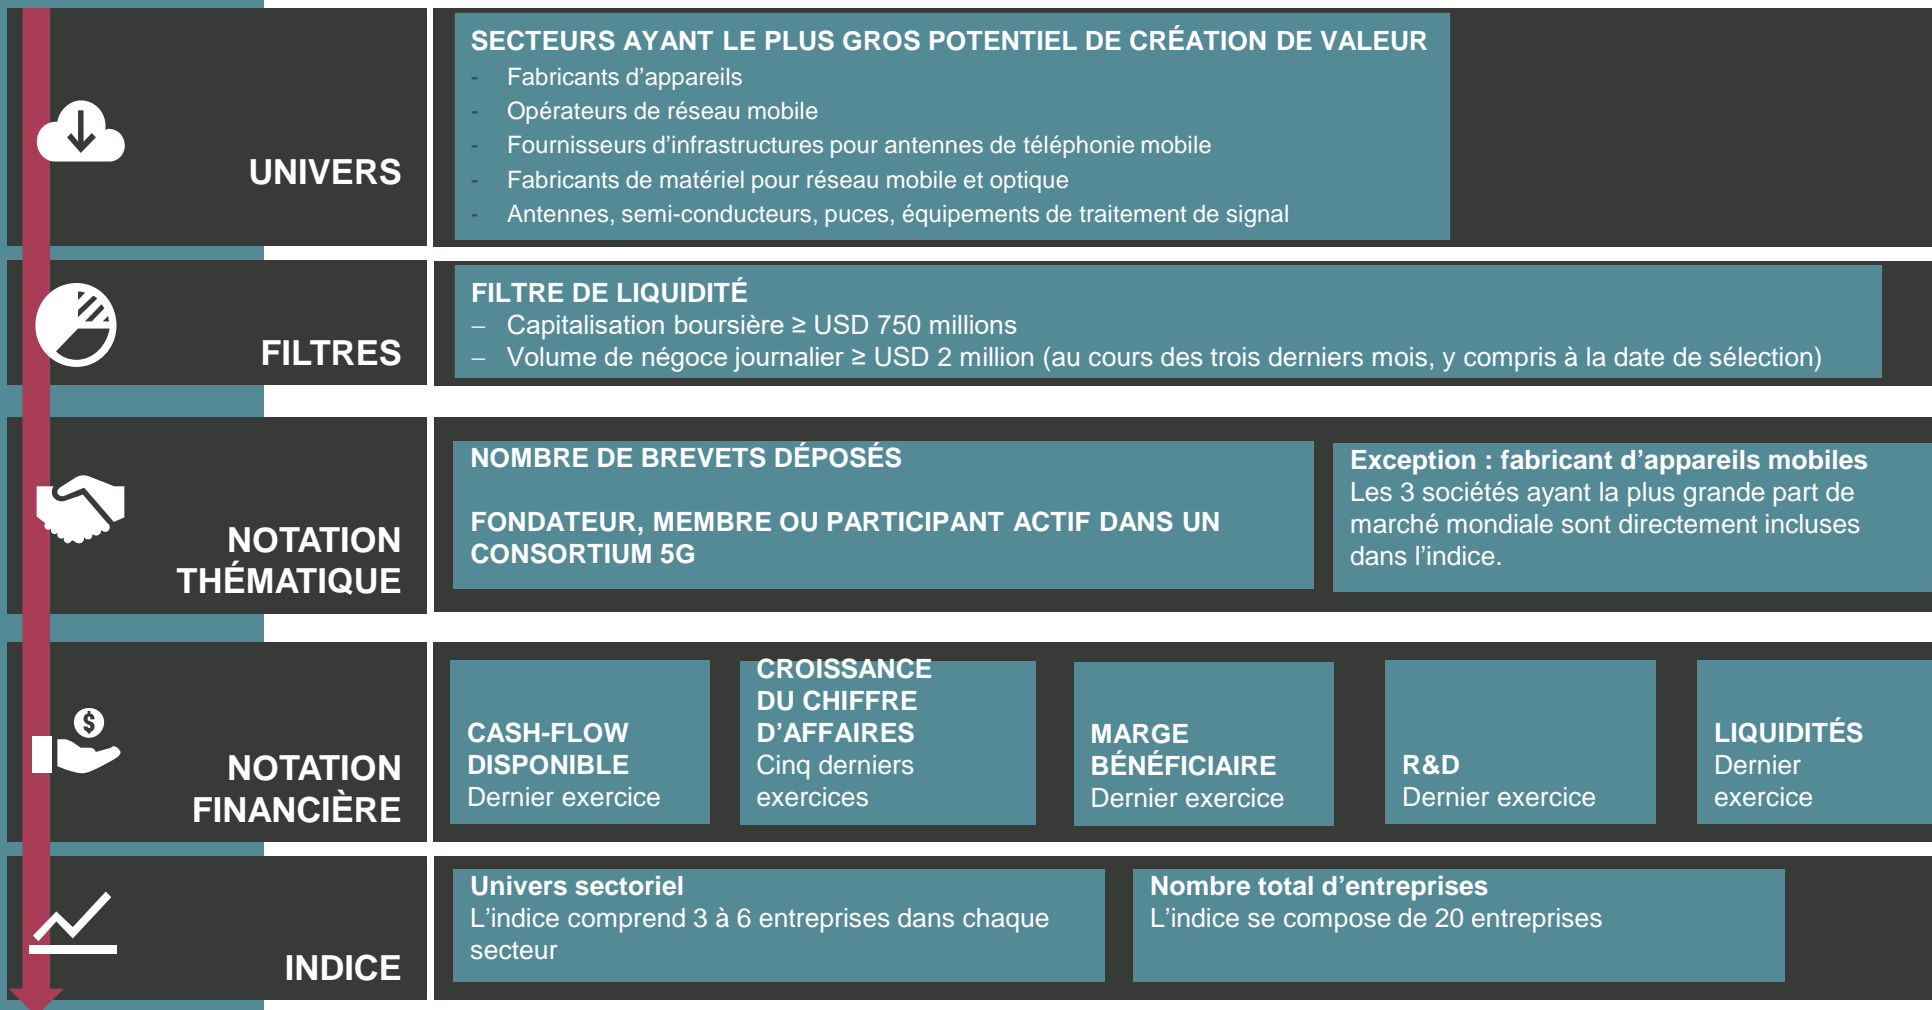 UNIVERS
SECTEURS AYANT LE PLUS GROS POTENTIEL DE CRÉATION DE VALEUR
- Fabricants d’appareils
- Opérateurs de réseau mobile
- Fournisseurs d’infrastructures pour antennes de téléphonie mobile
- Fabricants de matériel pour réseau mobile et optique
- Antennes, semi-conducteurs, puces, équipements de traitement de signal
FILTRES
FILTRE DE LIQUIDITÉ
– Capitalisation boursière ≥ USD 750 millions
– Volume de négoce journalier ≥ USD 2 million (au cours des trois derniers mois, y compris à la date de sélection)
NOTATION
THÉMATIQUE
NOMBRE DE BREVETS DÉPOSÉS
FONDATEUR, MEMBRE OU PARTICIPANT ACTIF DANS UN
CONSORTIUM 5G
Exception : fabricant d’appareils mobiles
Les 3 sociétés ayant la plus grande part de
marché mondiale sont directement incluses
dans l’indice.
$
NOTATION
FINANCIÈRE
CASH-FLOW
DISPONIBLE
Dernier exercice
CROISSANCE
DU CHIFFRE
D’AFFAIRES
Cinq derniers
exercices
MARGE
BÉNÉFICIAIRE
Dernier exercice
R&D
Dernier exercice
LIQUIDITÉS
Dernier
exercice
INDICE
Univers sectoriel
L’indice comprend 3 à 6 entreprises dans chaque
secteur
Nombre total d’entreprises
L’indice se compose de 20 entreprises